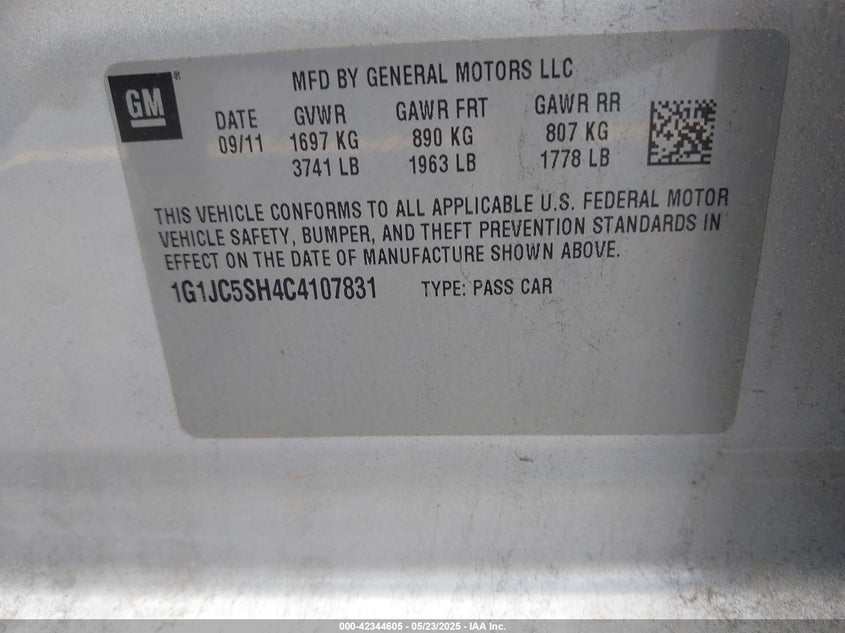 GM®
MFD BY GENERAL MOTORS LLC
DATE GVWR GAWR FRT GAWR RR
09/11 1697 KG 890 KG 807 KG
3741 LB 1963 LB 1778 LB
THIS VEHICLE CONFORMS TO ALL APPLICABLE U.S. FEDERAL MOTOR
VEHICLE SAFETY, BUMPER, AND THEFT PREVENTION STANDARDS IN
EFFECT ON THE DATE OF MANUFACTURE SHOWN ABOVE.
1G1JC5SH4C4107831 TYPE: PASS CAR
000-42344605 - 05/23/2025 - IAA Inc.